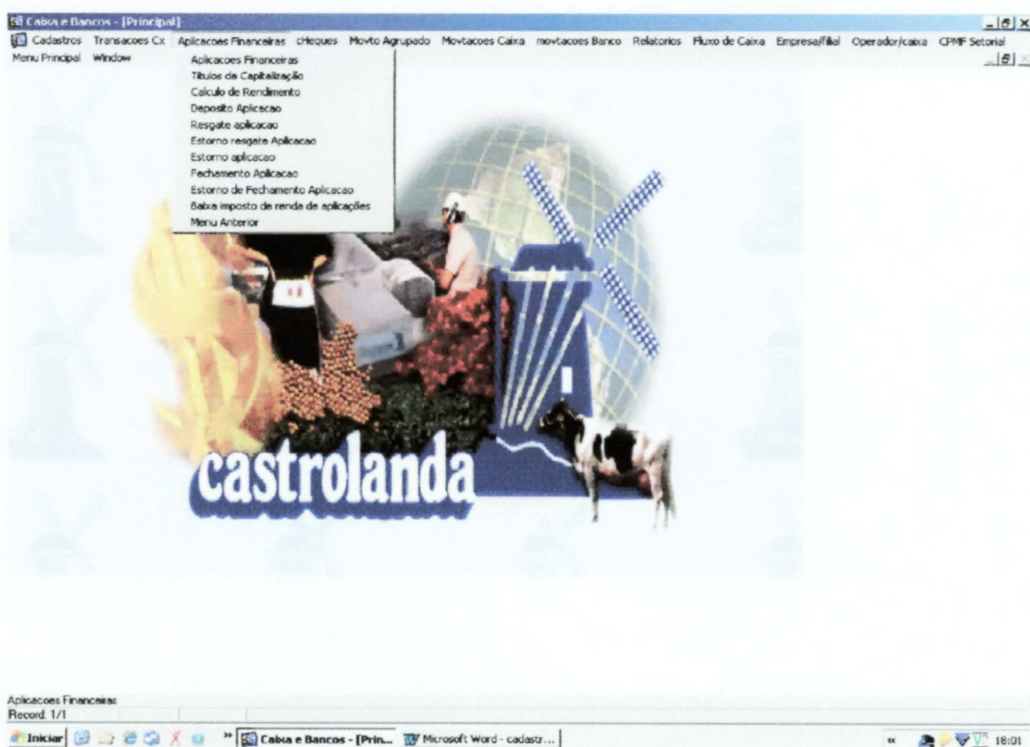 Caixa e Bancos - [Principal]
Cadastros Transacoes Cx Aplicacoes Financeiras cHeques Movto Agrupado Movtacoes Caixa movtacoes Banco Relatorios Fluxo de Caixa Empresa/filial Operador/caixa CPMF Setorial
Menu Principal Window
Aplicacoes Financeiras
Titulos de Capitalização
Calculo de Rendimento
Deposito Aplicacao
Resgate aplicacao
Estorno resgate Aplicacao
Estorno aplicacao
Fechamento Aplicacao
Estorno de Fechamento Aplicacao
Baixa imposto de renda de aplicações
Menu Anterior
castrolanda
Aplicacoes Financeiras
Record: 1/1
Iniciar » Caixa e Bancos - [Prin... Microsoft Word - cadastr... « 18:01